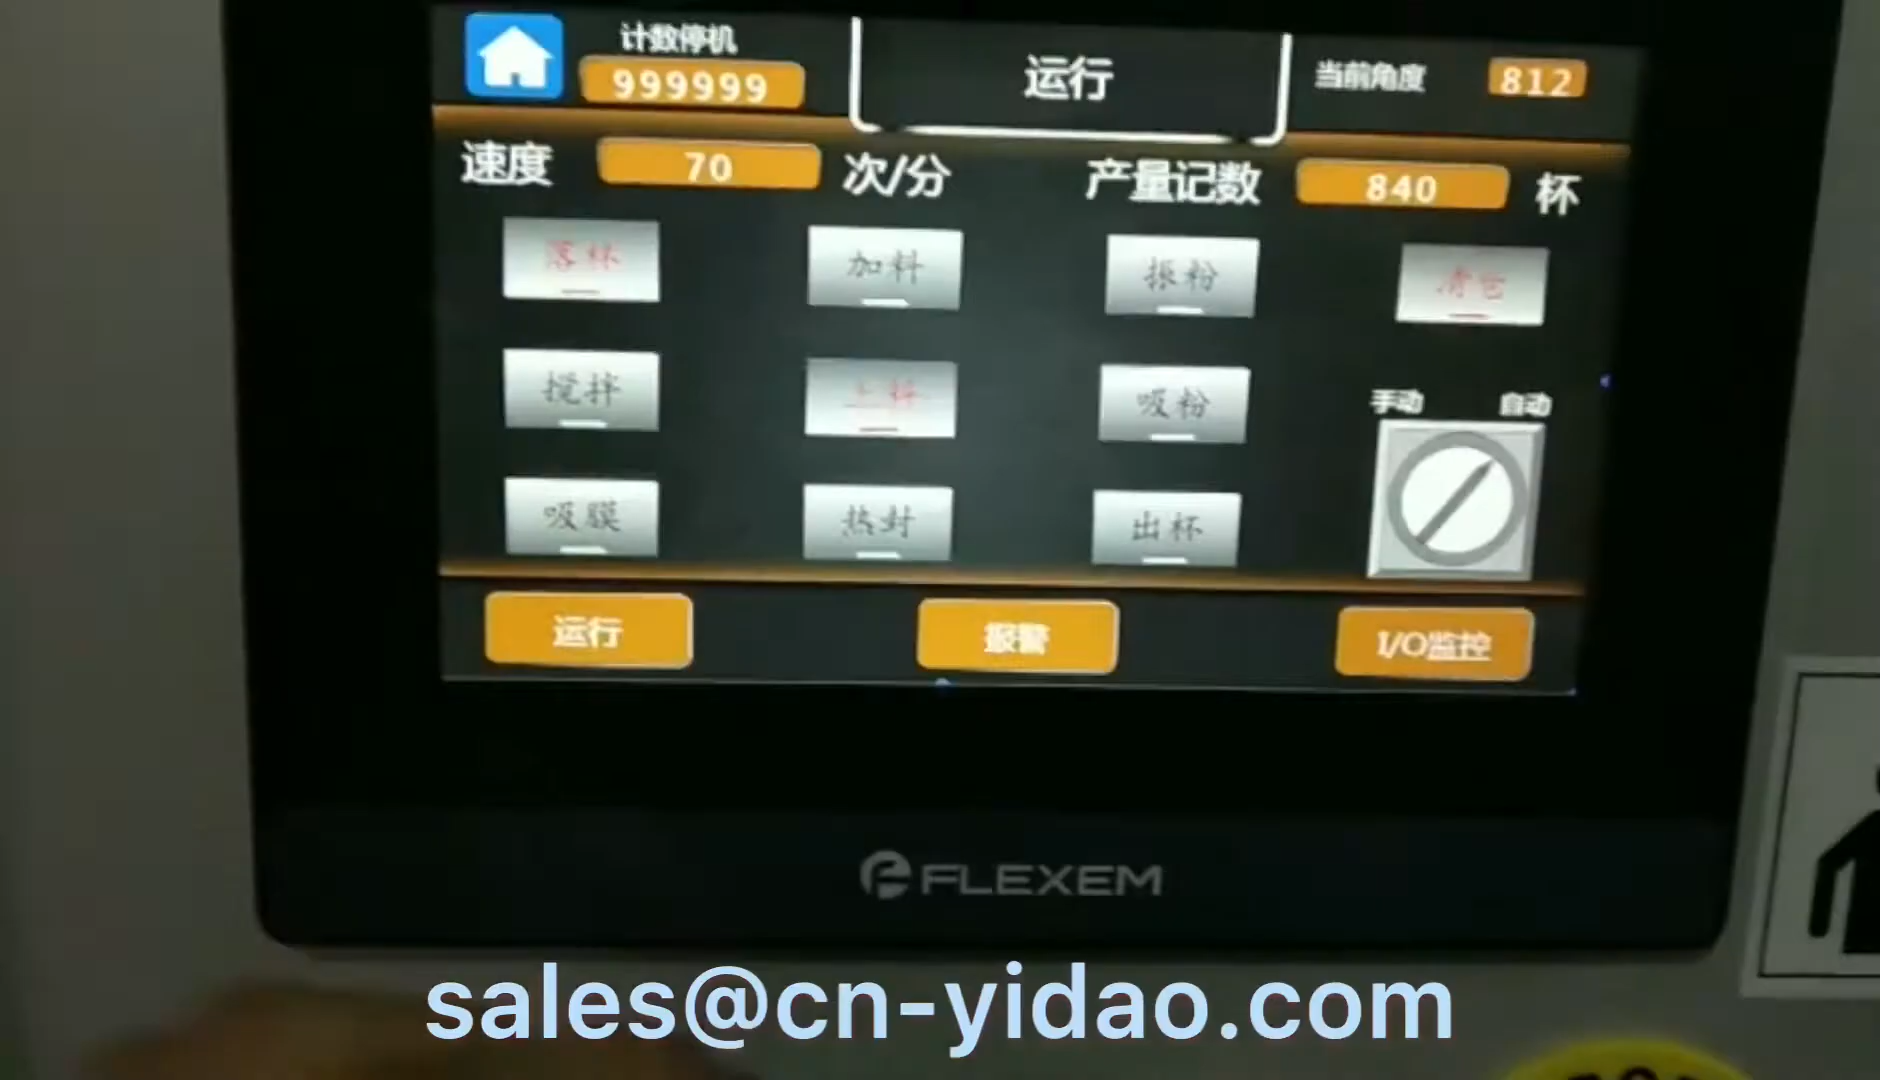 计数停机
999999
运行
当前角度 812
速度 70 次/分
产量记数 840 杯
落杯 加料 振粉 清它
搅拌 上料 吸粉
手动 自动
吸膜 热封 出杯
运行 报警 I/O监控
FLEXEM
sales@cn-yidao.com